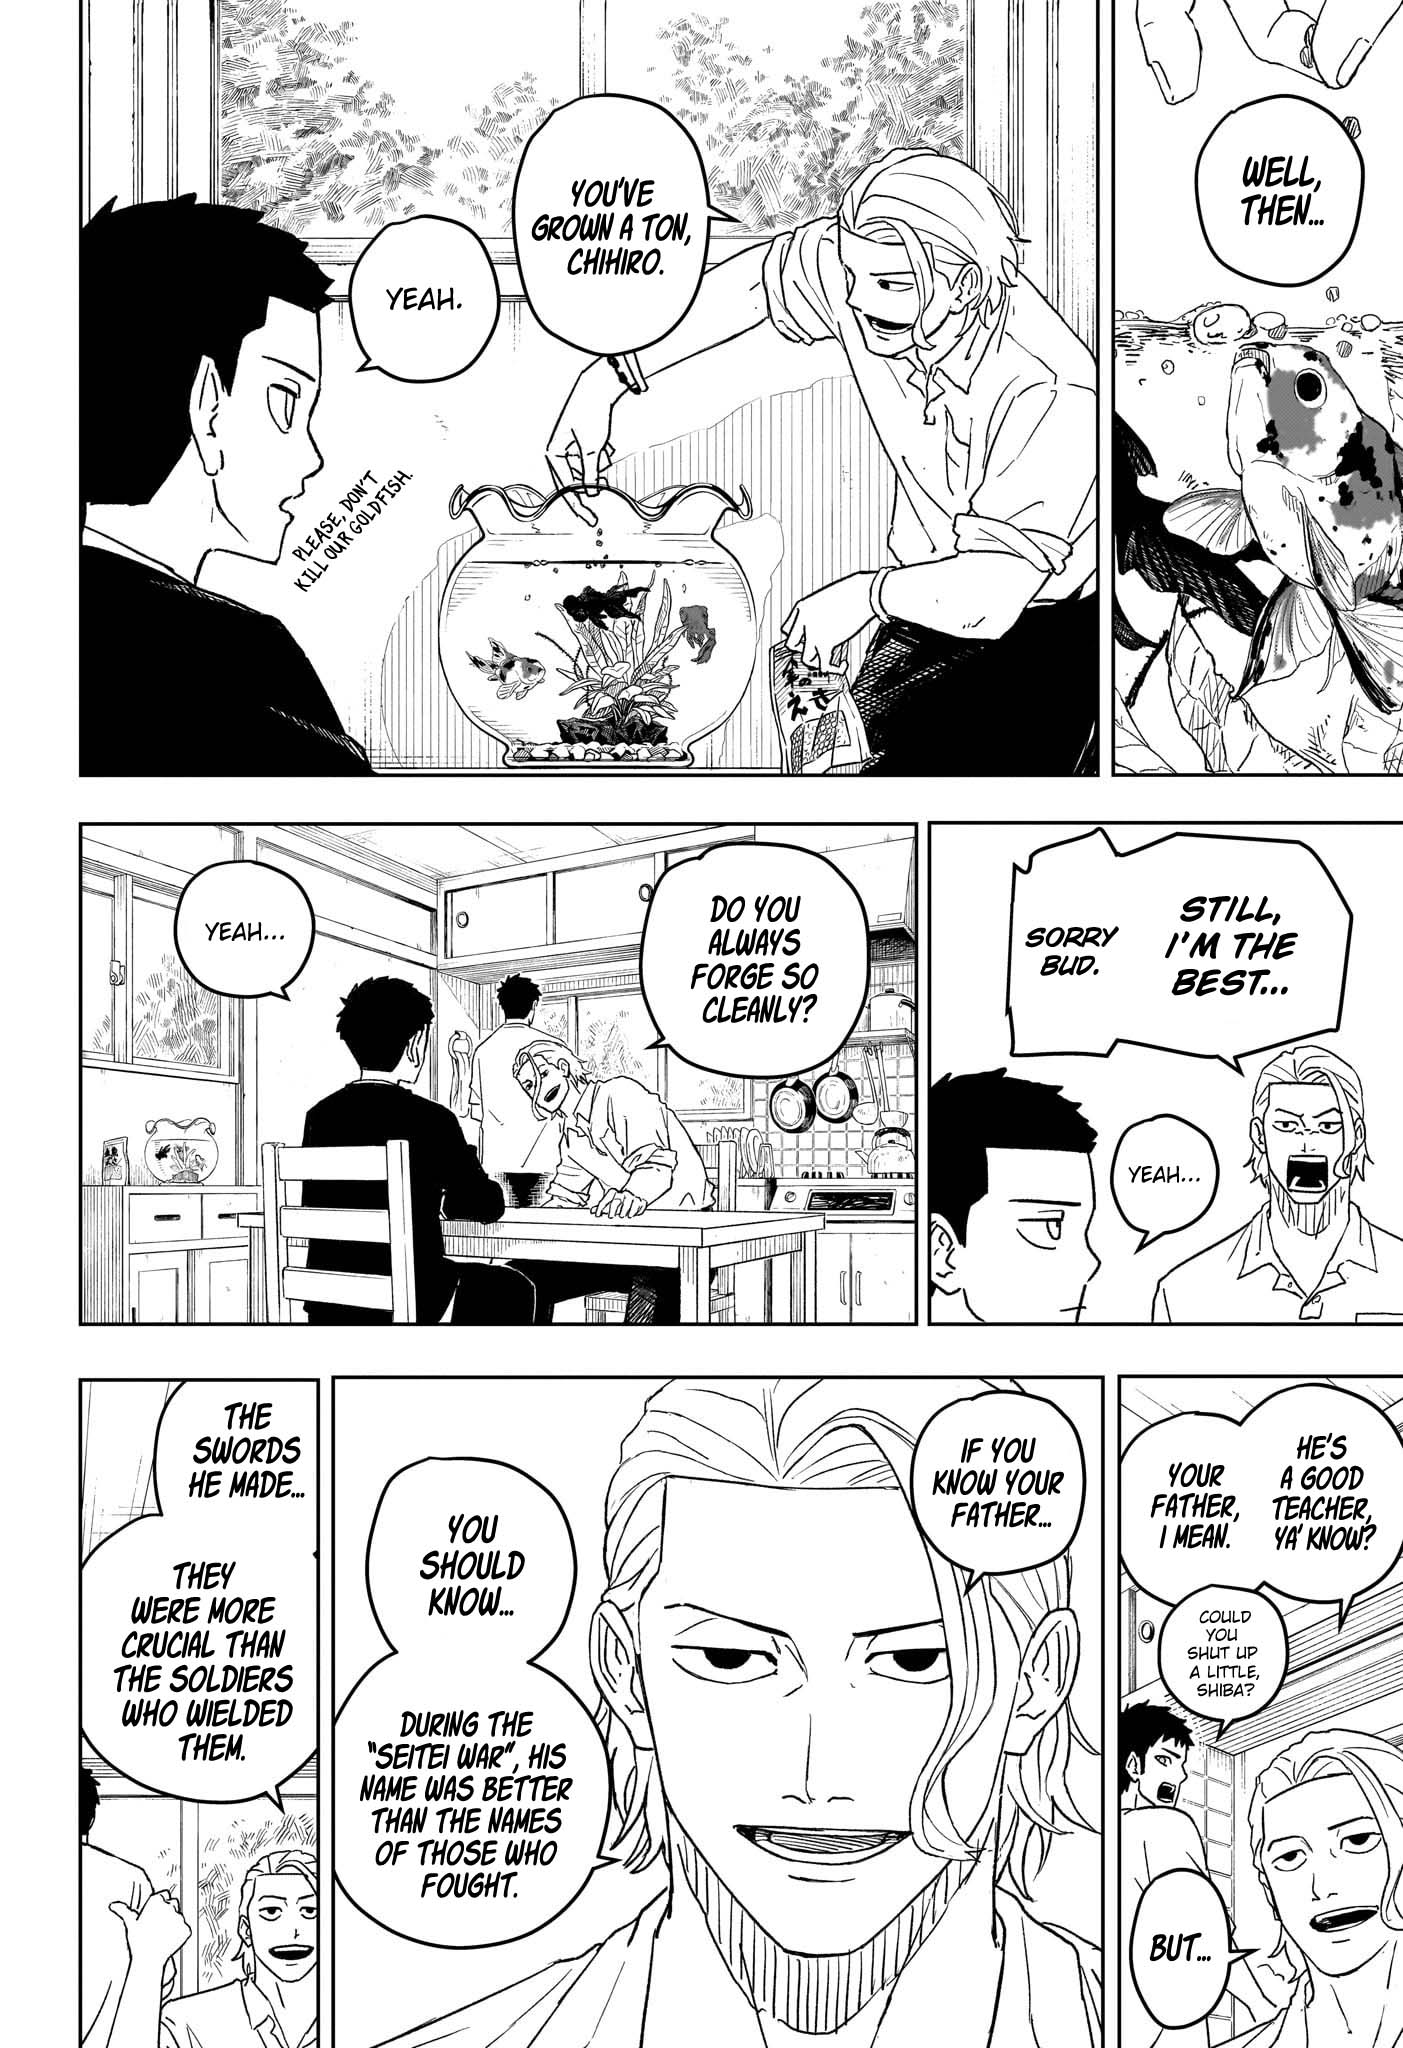 WELL,
THEN...
YOU'VE
GROWN A TON,
CHIHIRO.
YEAH.
PLEASE, DON'T
KILL OUR GOLDFISH.
えさ
STILL,
I'M THE
BEST...
SORRY
BUD.
YEAH...
DO YOU
ALWAYS
FORGE SO
CLEANLY?
YEAH...
HE'S
A GOOD
TEACHER,
YA' KNOW?
YOUR
FATHER,
I MEAN.
COULD
YOU
SHUT UP
A LITTLE,
SHIBA?
BUT...
IF YOU
KNOW YOUR
FATHER...
YOU
SHOULD
KNOW...
DURING THE
"SEITEI WAR", HIS
NAME WAS BETTER
THAN THE NAMES
OF THOSE WHO
FOUGHT.
THE
SWORDS
HE MADE...
THEY
WERE MORE
CRUCIAL THAN
THE SOLDIERS
WHO WIELDED
THEM.